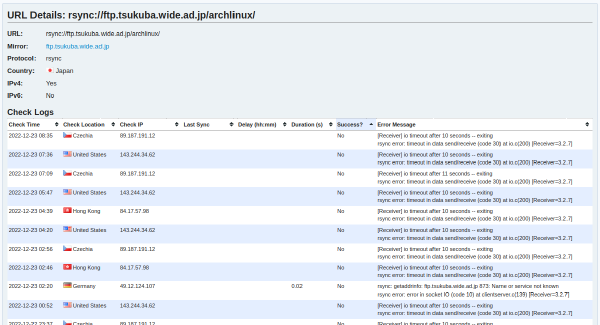 URL Details: rsync://ftp.tsukuba.wide.ad.jp/archlinux/
URL: rsync://ftp.tsukuba.wide.ad.jp/archlinux/
Mirror: ftp.tsukuba.wide.ad.jp
Protocol: rsync
Country: Japan
IPv4: Yes
IPv6: No
Check Logs
Check Time Check Location Check IP Last Sync Delay (hh:mm) Duration (s) Success? Error Message
2022-12-23 08:35 Czechia 89.187.191.12 No [Receiver] io timeout after 10 seconds -- exiting
rsync error: timeout in data send/receive (code 30) at io.c(200) [Receiver=3.2.7]
2022-12-23 07:36 United States 143.244.34.62 No [Receiver] io timeout after 10 seconds -- exiting
rsync error: timeout in data send/receive (code 30) at io.c(200) [Receiver=3.2.7]
2022-12-23 07:09 Czechia 89.187.191.12 No [Receiver] io timeout after 11 seconds -- exiting
rsync error: timeout in data send/receive (code 30) at io.c(200) [Receiver=3.2.7]
2022-12-23 05:47 United States 143.244.34.62 No [Receiver] io timeout after 10 seconds -- exiting
rsync error: timeout in data send/receive (code 30) at io.c(200) [Receiver=3.2.7]
2022-12-23 04:39 Hong Kong 84.17.57.98 No [Receiver] io timeout after 10 seconds -- exiting
rsync error: timeout in data send/receive (code 30) at io.c(200) [Receiver=3.2.7]
2022-12-23 04:20 United States 143.244.34.62 No [Receiver] io timeout after 10 seconds -- exiting
rsync error: timeout in data send/receive (code 30) at io.c(200) [Receiver=3.2.7]
2022-12-23 02:56 Czechia 89.187.191.12 No [Receiver] io timeout after 10 seconds -- exiting
rsync error: timeout in data send/receive (code 30) at io.c(200) [Receiver=3.2.7]
2022-12-23 02:46 Hong Kong 84.17.57.98 No [Receiver] io timeout after 10 seconds -- exiting
rsync error: timeout in data send/receive (code 30) at io.c(200) [Receiver=3.2.7]
2022-12-23 02:20 Germany 49.12.124.107 0.02 No rsync: getaddrinfo: ftp.tsukuba.wide.ad.jp 873: Name or service not known
rsync error: error in socket IO (code 10) at clientserver.c(139) [Receiver=3.2.7]
2022-12-23 00:52 United States 143.244.34.62 No [Receiver] io timeout after 10 seconds -- exiting
rsync error: timeout in data send/receive (code 30) at io.c(200) [Receiver=3.2.7]
2022-12-22 23:37 Czechia 89.187.191.12 No [Receiver] io timeout after 10 seconds -- exiting